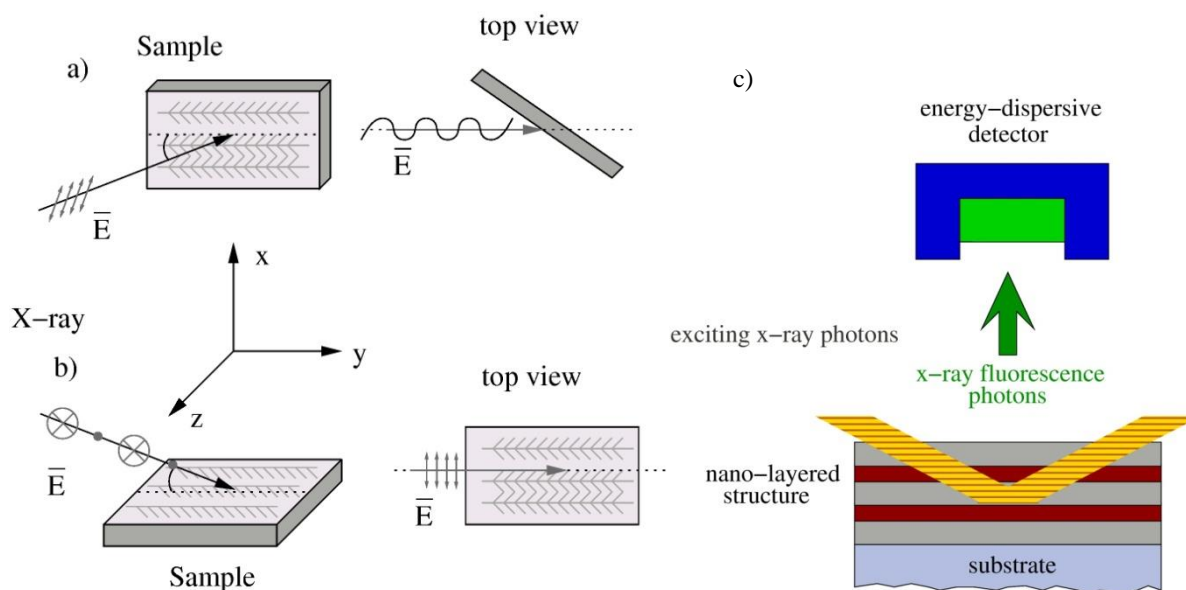 a)
Sample
E
top view
E
X−ray
x
y
z
b)
E
Sample
top view
E
c)
energy−dispersive
detector
exciting x−ray photons
x−ray fluorescence
photons
nano−layered
structure
substrate